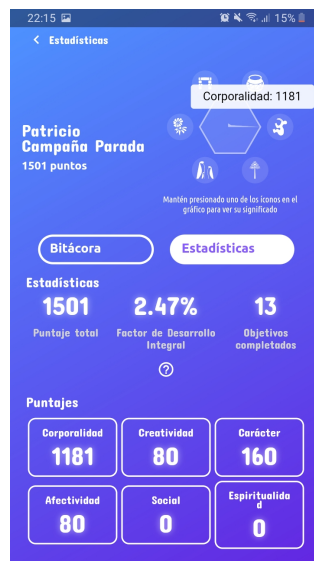 22:15 15%
Estadísticas
Corporalidad: 1181
Patricio
Campaña Parada
1501 puntos
Mantén presionado uno de los íconos en el
gráfico para ver su significado
Bitácora Estadísticas
Estadísticas
1501 2.47% 13
Puntaje total Factor de Desarrollo Objetivos
Integral completados
?
Puntajes
Corporalidad Creatividad Carácter
1181 80 160
Afectividad Social Espiritualida
d
80 0 0